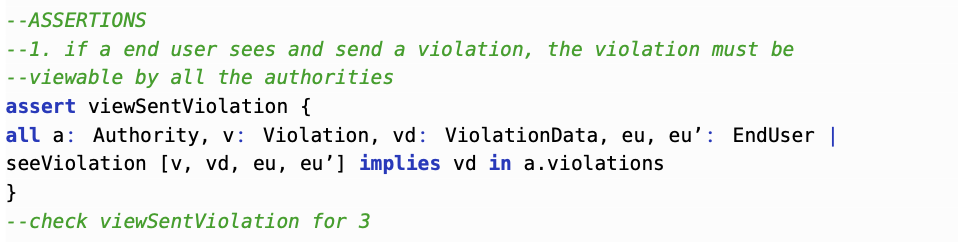 --ASSERTIONS
--1. if a end user sees and send a violation, the violation must be
--viewable by all the authorities
assert viewSentViolation {
all a: Authority, v: Violation, vd: ViolationData, eu, eu’: EndUser |
seeViolation [v, vd, eu, eu’] implies vd in a.violations
}
--check viewSentViolation for 3